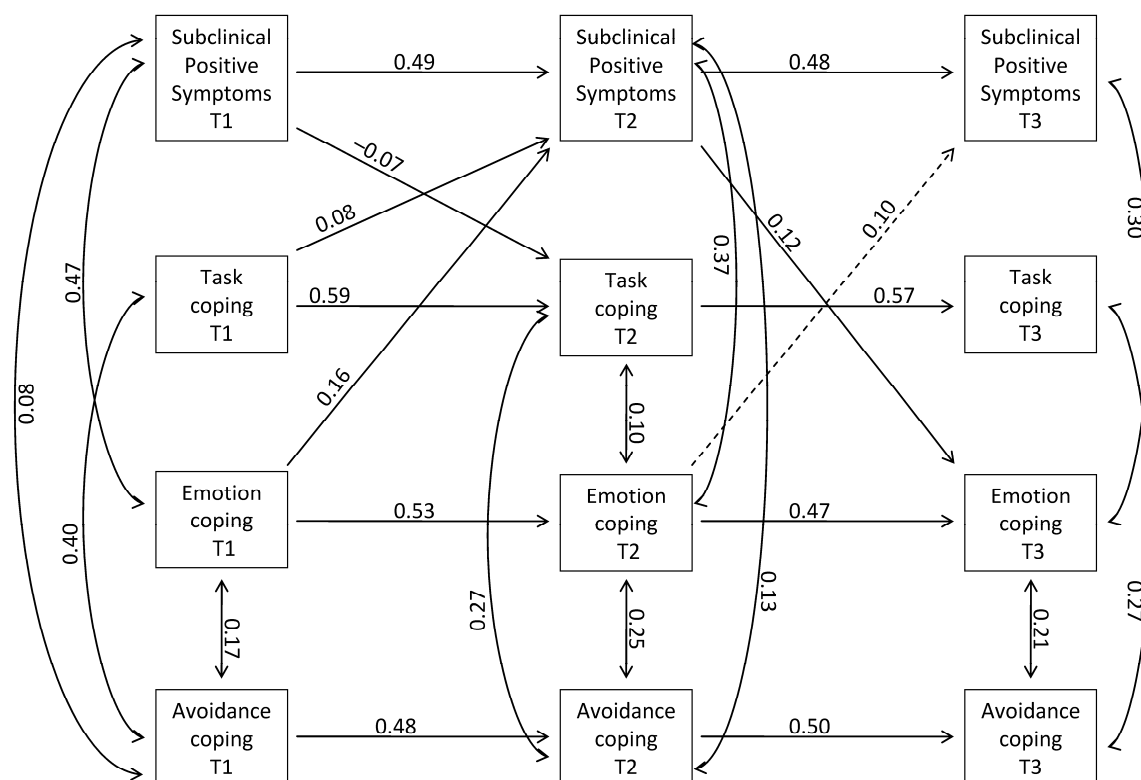 Subclinical
Positive
Symptoms
T1
Subclinical
Positive
Symptoms
T2
Subclinical
Positive
Symptoms
T3
0.49
0.48
−0.07
0.08
0.16
0.47
0.37
0.12
0.10
0.30
Task
coping
T1
Task
coping
T2
Task
coping
T3
0.59
0.57
0.08
0.10
0.40
Emotion
coping
T1
Emotion
coping
T2
Emotion
coping
T3
0.53
0.47
0.17
0.27
0.25
0.13
0.21
0.27
Avoidance
coping
T1
Avoidance
coping
T2
Avoidance
coping
T3
0.48
0.50